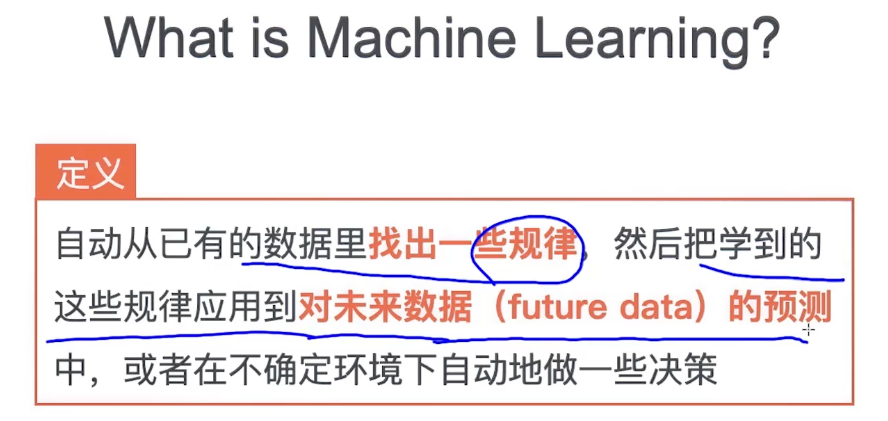 What is Machine Learning?
定义
自动从已有的数据里找出一些规律，然后把学到的
这些规律应用到对未来数据（future data）的预测
中，或者在不确定环境下自动地做一些决策